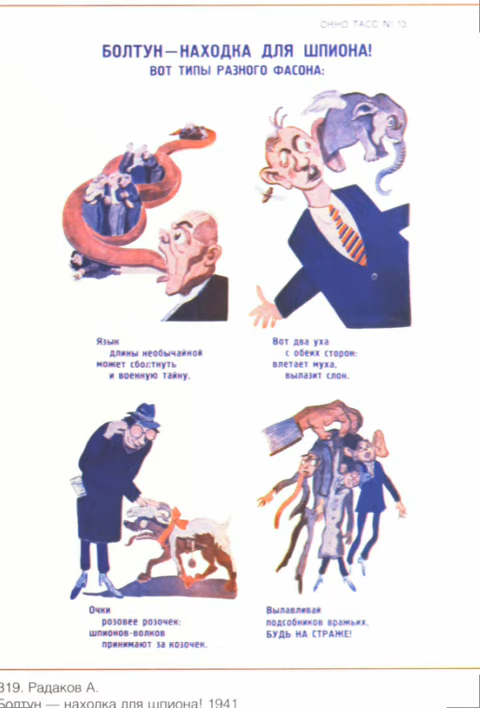 ОКНО ТАСС № 13
БОЛТУН—НАХОДКА ДЛЯ ШПИОНА!
ВОТ ТИПЫ РАЗНОГО ФАСОНА:
Язык
длины необычайной
может сболтнуть
и военную тайну.
Вот два уха
с обеих сторон:
влетает муха,
вылазит слон.
Очки
розовее розочек:
шпионов-волков
принимают за козочек.
Вылавливай
подсобников вражьих.
БУДЬ НА СТРАЖЕ!
319. Радаков А.
Болтун — находка для шпиона! 1941